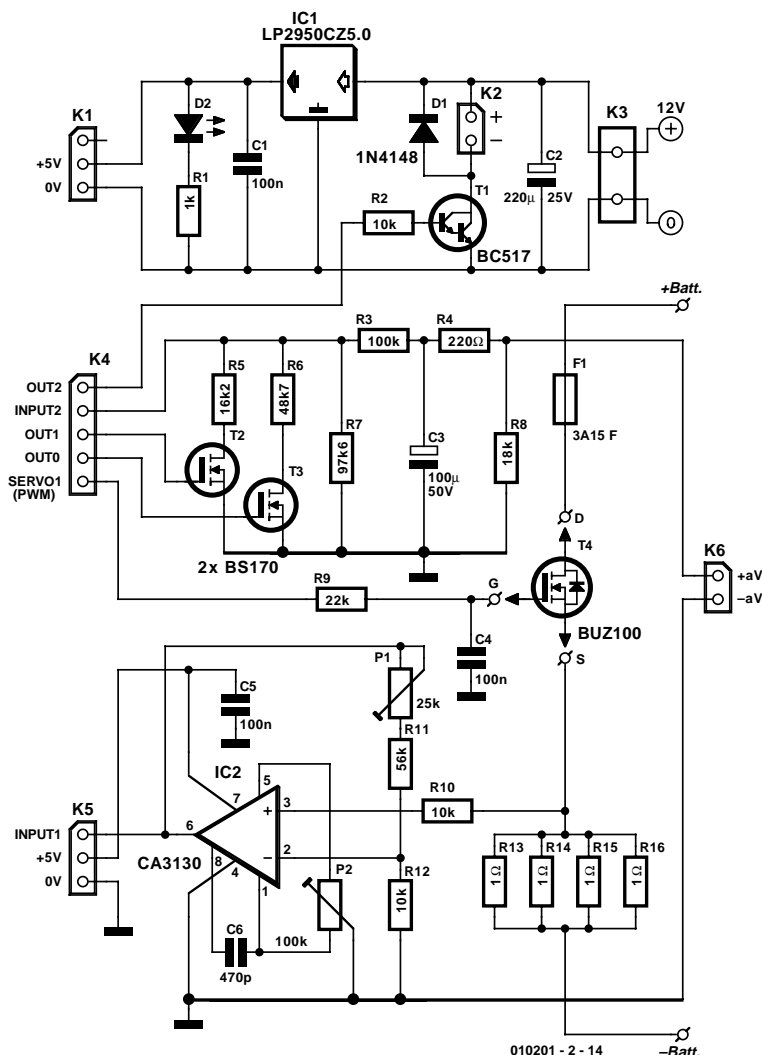 IC1
LP2950CZ5.0
K1
D2
D1
K2
K3
12V
+
−
+5V
0V
R1
1k
C1
100n
1N4148
C2
220µ
25V
R2
10k
T1
BC517
0
+Batt.
K4
R3
100k
R4
220Ω
F1
3A15 F
OUT2
INPUT2
OUT1
OUT0
SERVO1
(PWM)
R5
16k2
R6
48k7
R7
97k6
R8
18k
T2
T3
C3
100µ
50V
2x BS170
D
T4
K6
+aV
−aV
R9
22k
G
BUZ100
S
C4
100n
P1
25k
C5
100n
R11
56k
IC2
K5
INPUT1
+5V
0V
CA3130
5
7
3
6
+
−
2
8
4
1
R10
10k
P2
100k
R12
10k
R13
1Ω
R14
1Ω
R15
1Ω
R16
1Ω
C6
470p
010201 - 2 - 14
−Batt.